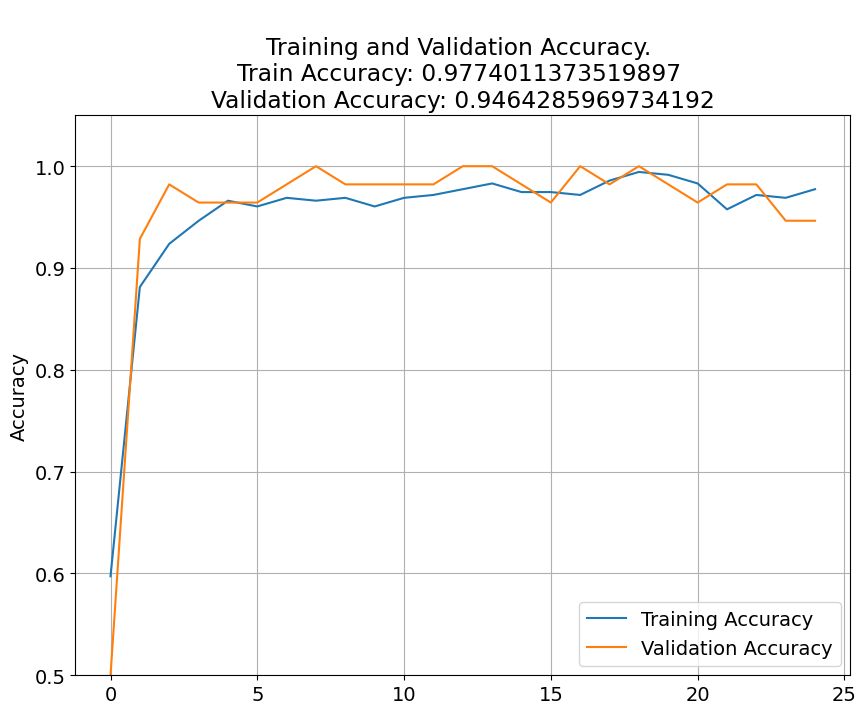 Training and Validation Accuracy.
Train Accuracy: 0.9774011373519897
Validation Accuracy: 0.9464285969734192
Accuracy
1.0
0.9
0.8
0.7
0.6
0.5
0 5 10 15 20 25
Training Accuracy
Validation Accuracy